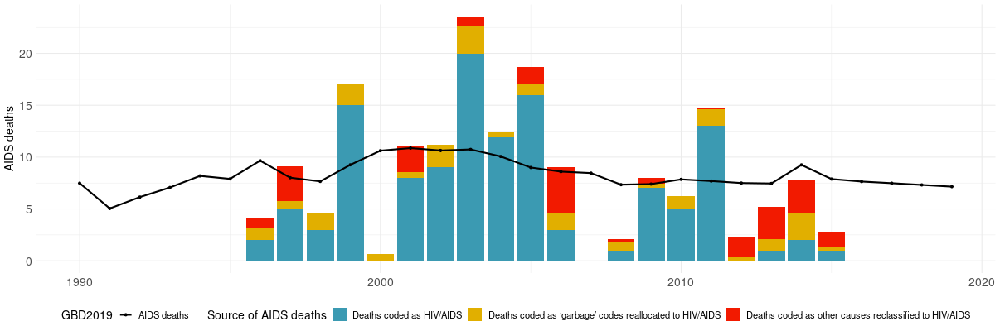 AIDS deaths
20
15
10
5
0
1990 2000 2010 2020
GBD2019 AIDS deaths Source of AIDS deaths Deaths coded as HIV/AIDS Deaths coded as ‘garbage’ codes reallocated to HIV/AIDS Deaths coded as other causes reclassified to HIV/AIDS